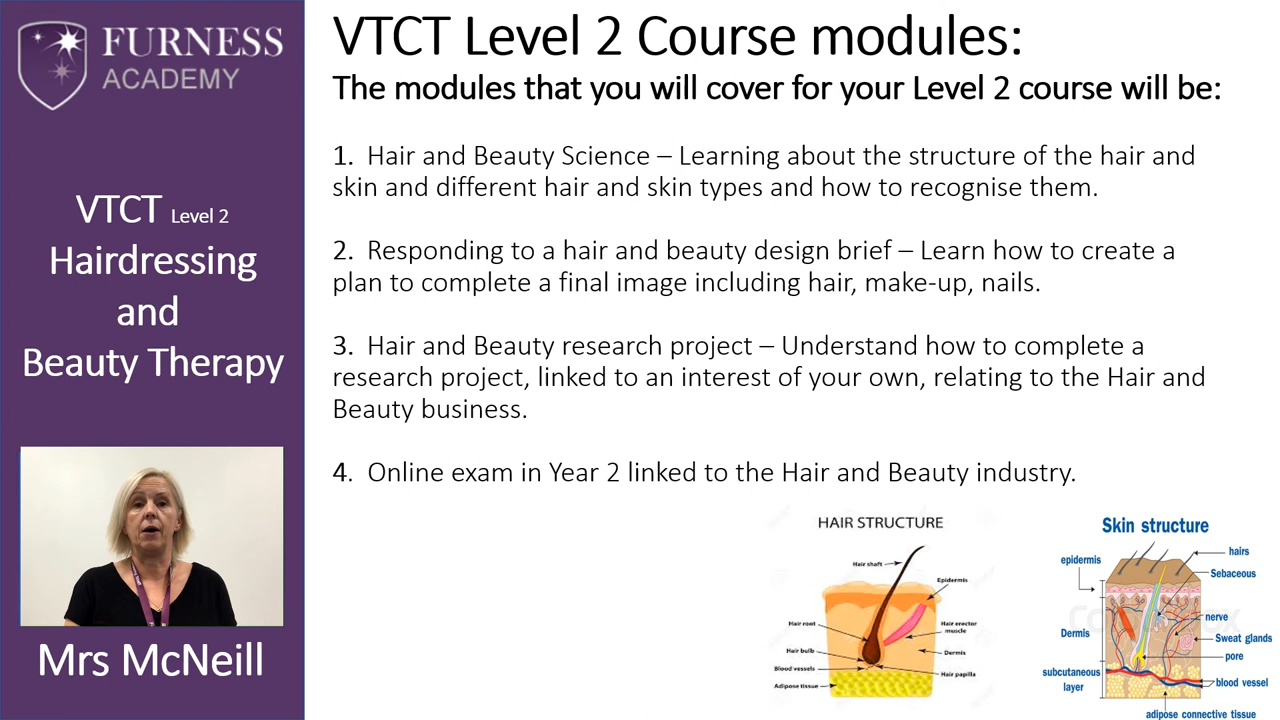 FURNESS
ACADEMY
VTCT Level 2
Hairdressing
and
Beauty Therapy
Mrs McNeill
VTCT Level 2 Course modules:
The modules that you will cover for your Level 2 course will be:
1. Hair and Beauty Science – Learning about the structure of the hair and
skin and different hair and skin types and how to recognise them.
2. Responding to a hair and beauty design brief – Learn how to create a
plan to complete a final image including hair, make-up, nails.
3. Hair and Beauty research project – Understand how to complete a
research project, linked to an interest of your own, relating to the Hair and
Beauty business.
4. Online exam in Year 2 linked to the Hair and Beauty industry.
HAIR STRUCTURE
Hair shaft
Epidermis
Hair root
Hair erector
muscle
Hair bulb
Dermis
Blood vessels
Hair papilla
Adipose tissue
Skin structure
hairs
epidermis
Sebaceous
nerve
Dermis
Sweat glands
pore
subcutaneous
layer
blood vessel
adipose connective tissue